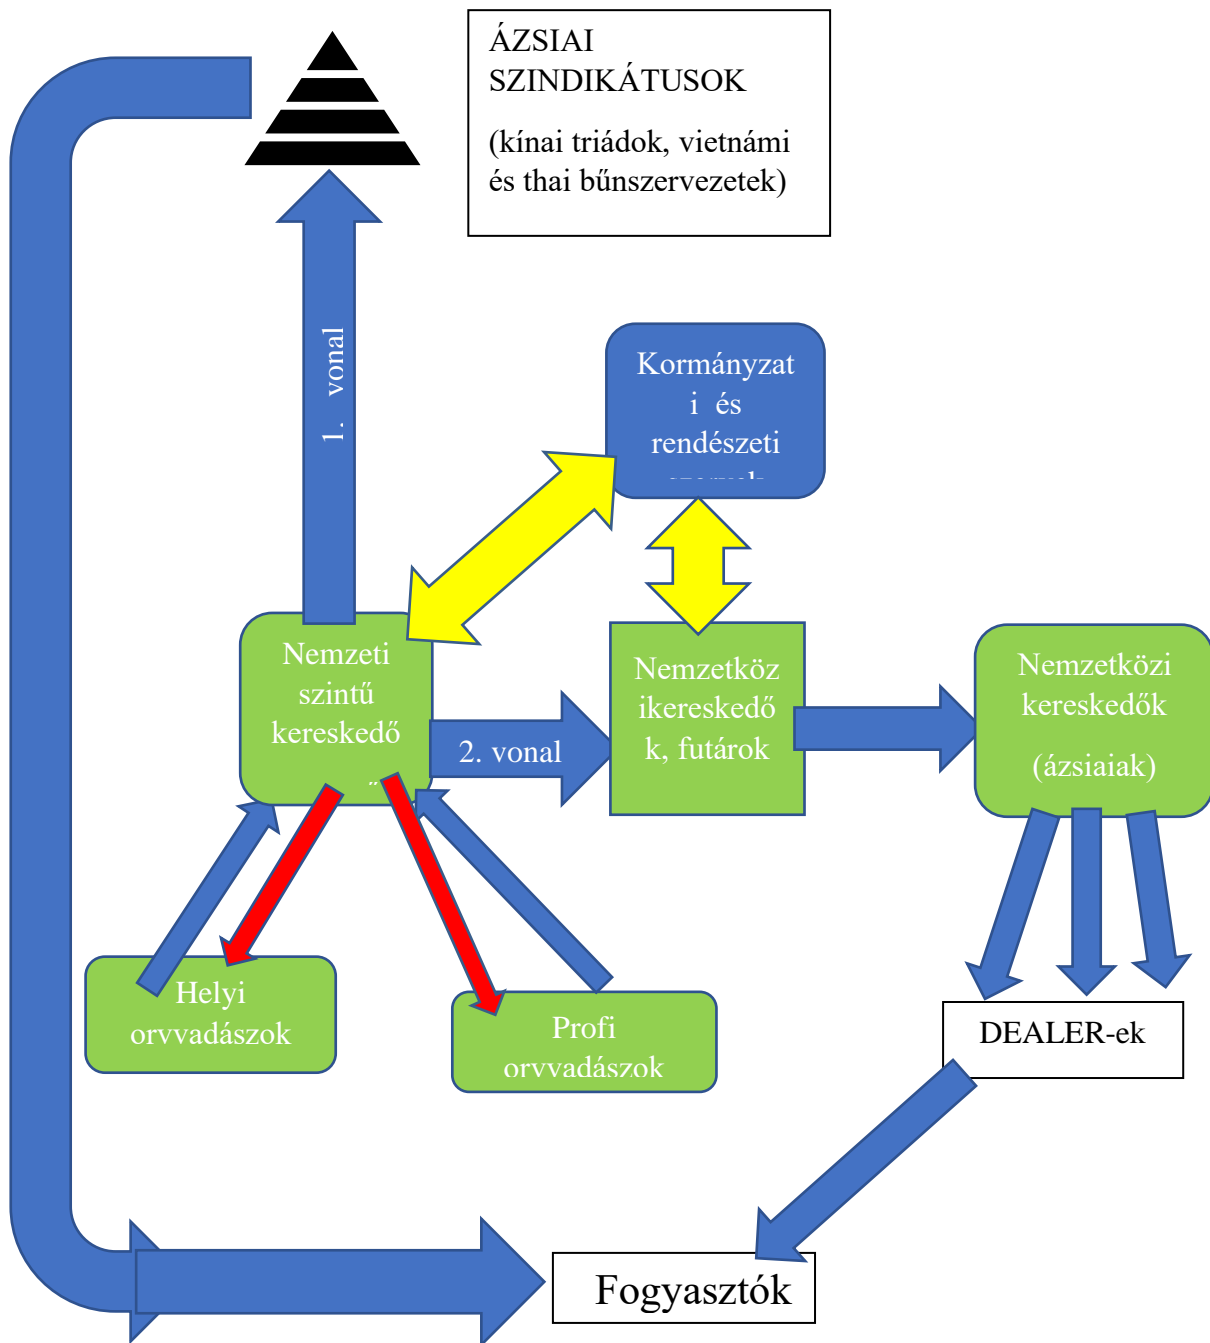 ÁZSIAI
SZINDIKÁTUSOK
(kínai triádok, vietnámi
és thai bűnszervezetek)
1. vonal
Kormányzat
i és
rendészeti
Nemzeti
szintű
kereskedő
2. vonal
Nemzetköz
ikereskedő
k, futárok
Nemzetközi
kereskedők
(ázsiaiak)
Helyi
orvvadászok
Profi
orvvadászok
DEALER-ek
Fogyasztók